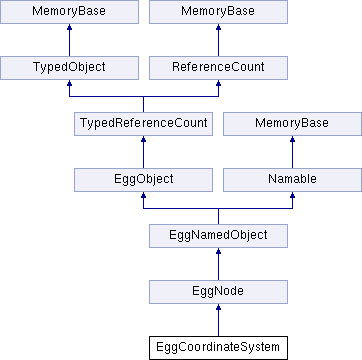 MemoryBase MemoryBase
TypedObject ReferenceCount
TypedReferenceCount MemoryBase
EggObject Namable
EggNamedObject
EggNode
EggCoordinateSystem